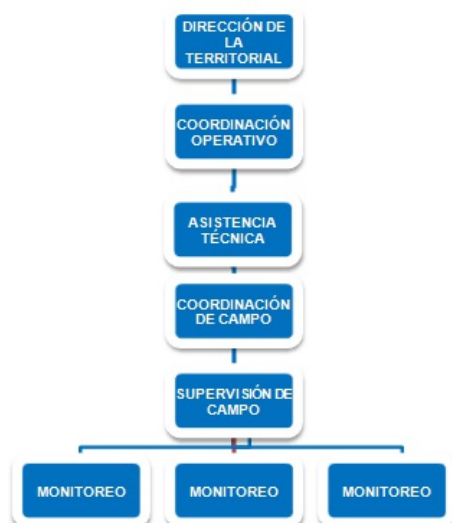 DIRECCIÓN DE
LA
TERRITORIAL
COORDINACIÓN
OPERATIVO
ASISTENCIA
TÉCNICA
COORDINACIÓN
DE CAMPO
SUPERVISIÓN DE
CAMPO
MONITOREO
MONITOREO
MONITOREO